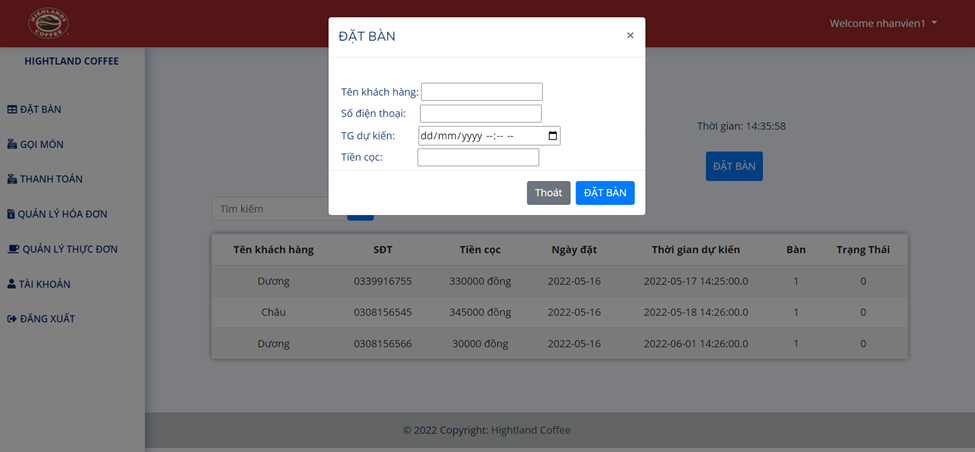 HIGHLANDS
COFFEE
Welcome nhanvien1
HIGHTLAND COFFEE
ĐẶT BÀN
GỌI MÓN
THANH TOÁN
QUẢN LÝ HÓA ĐƠN
QUẢN LÝ THỰC ĐƠN
TÀI KHOẢN
ĐĂNG XUẤT
ĐẶT BÀN ×
Tên khách hàng:
Số điện thoại:
TG dự kiến: dd/mm/yyyy --:-- --
Tiền cọc:
Thoát ĐẶT BÀN
Thời gian: 14:35:58
ĐẶT BÀN
Tìm kiếm
Tên khách hàng SĐT Tiền cọc Ngày đặt Thời gian dự kiến Bàn Trạng Thái
Dương 0339916755 330000 đồng 2022-05-16 2022-05-17 14:25:00.0 1 0
Châu 0308156545 345000 đồng 2022-05-16 2022-05-18 14:26:00.0 1 0
Dương 0308156566 30000 đồng 2022-05-16 2022-06-01 14:26:00.0 1 0
© 2022 Copyright: Hightland Coffee